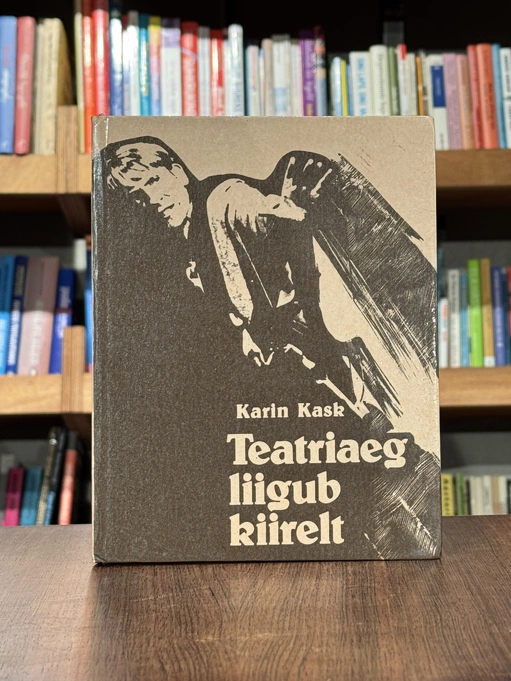 Karin Kask
Teatriaeg
liigub
kiirelt